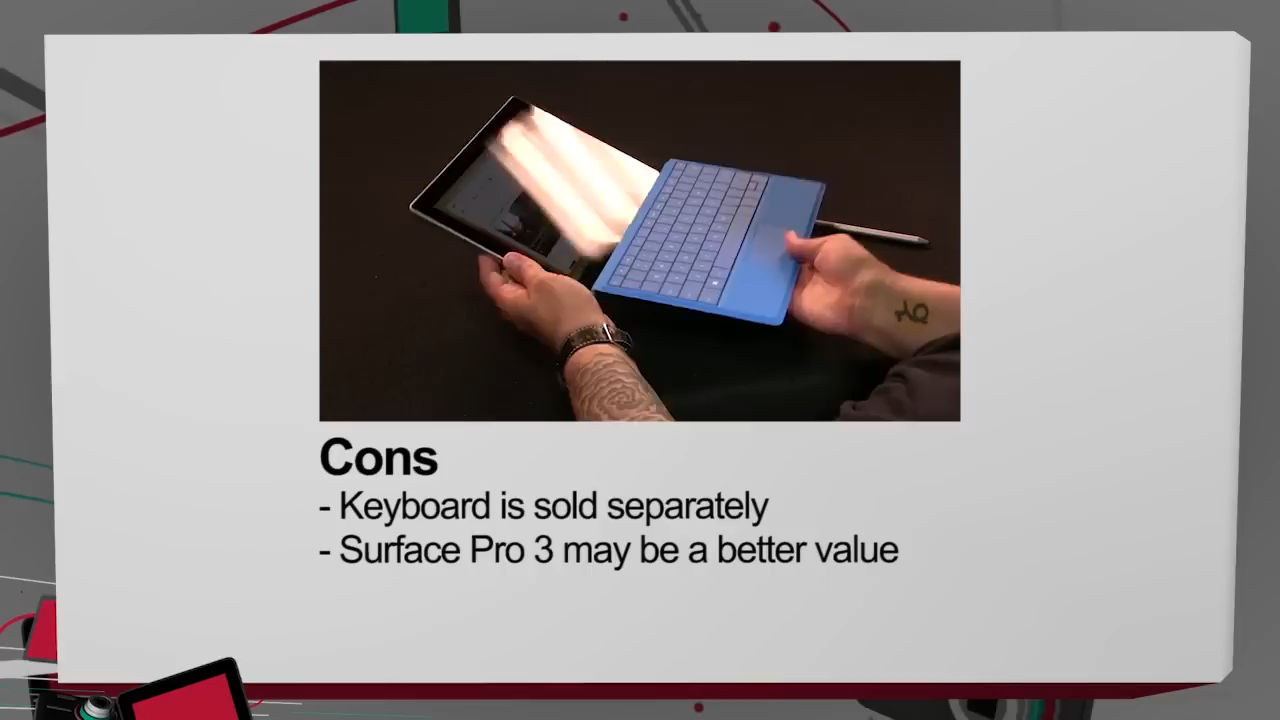 Cons
- Keyboard is sold separately
- Surface Pro 3 may be a better value